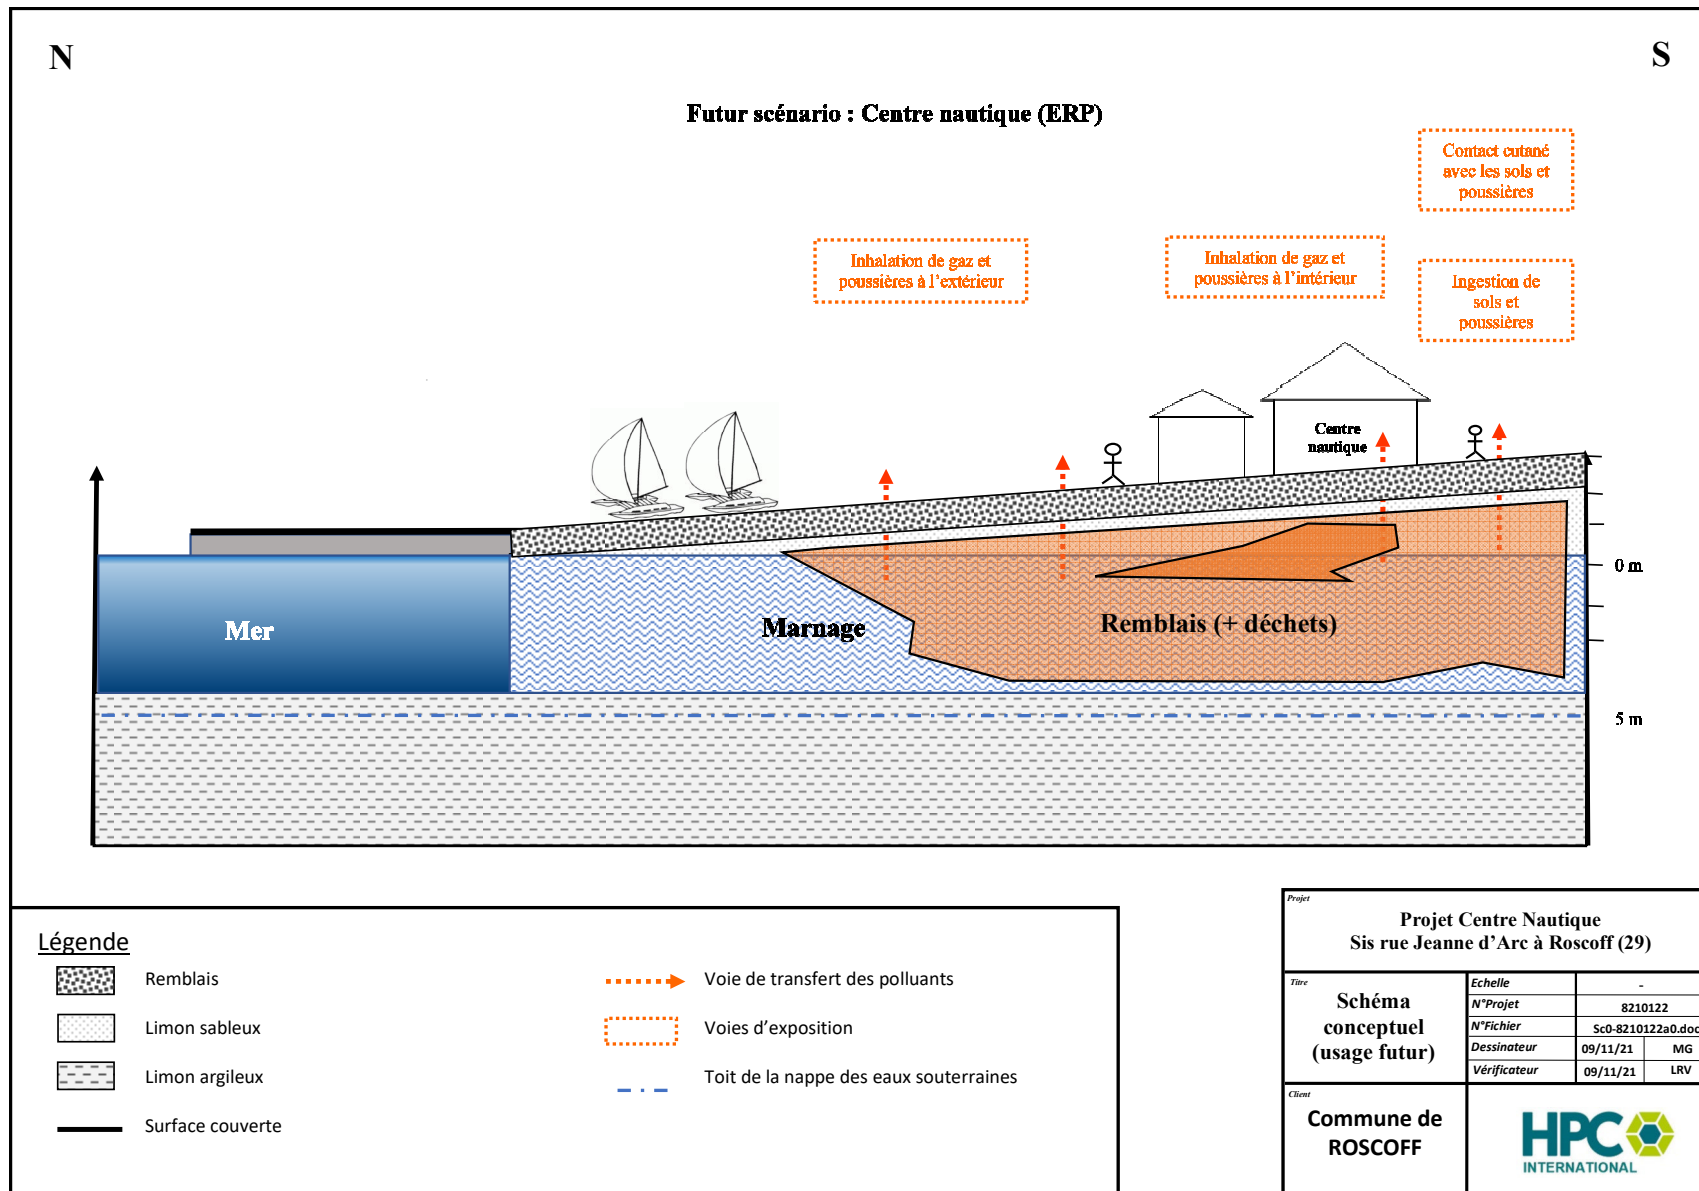 N
S
Futur scénario : Centre nautique (ERP)
Contact cutané
avec les sols et
poussières
Inhalation de gaz et
poussières à l'extérieur
Inhalation de gaz et
poussières à l'intérieur
Ingestion de
sols et
poussières
Centre
nautique
0 m
Mer
Marnage
Remblais (+ déchets)
5 m
Légende
Remblais
Limon sableux
Limon argileux
Surface couverte
Voie de transfert des polluants
Voies d'exposition
Toit de la nappe des eaux souterraines
Projet
Projet Centre Nautique
Sis rue Jeanne d'Arc à Roscoff (29)
Titre
Schéma
conceptuel
(usage futur)
Echelle -
N°Projet 8210122
N°Fichier Sc0-8210122a0.doc
Dessinateur 09/11/21 MG
Vérificateur 09/11/21 LRV
Client
Commune de
ROSCOFF
HPC
INTERNATIONAL